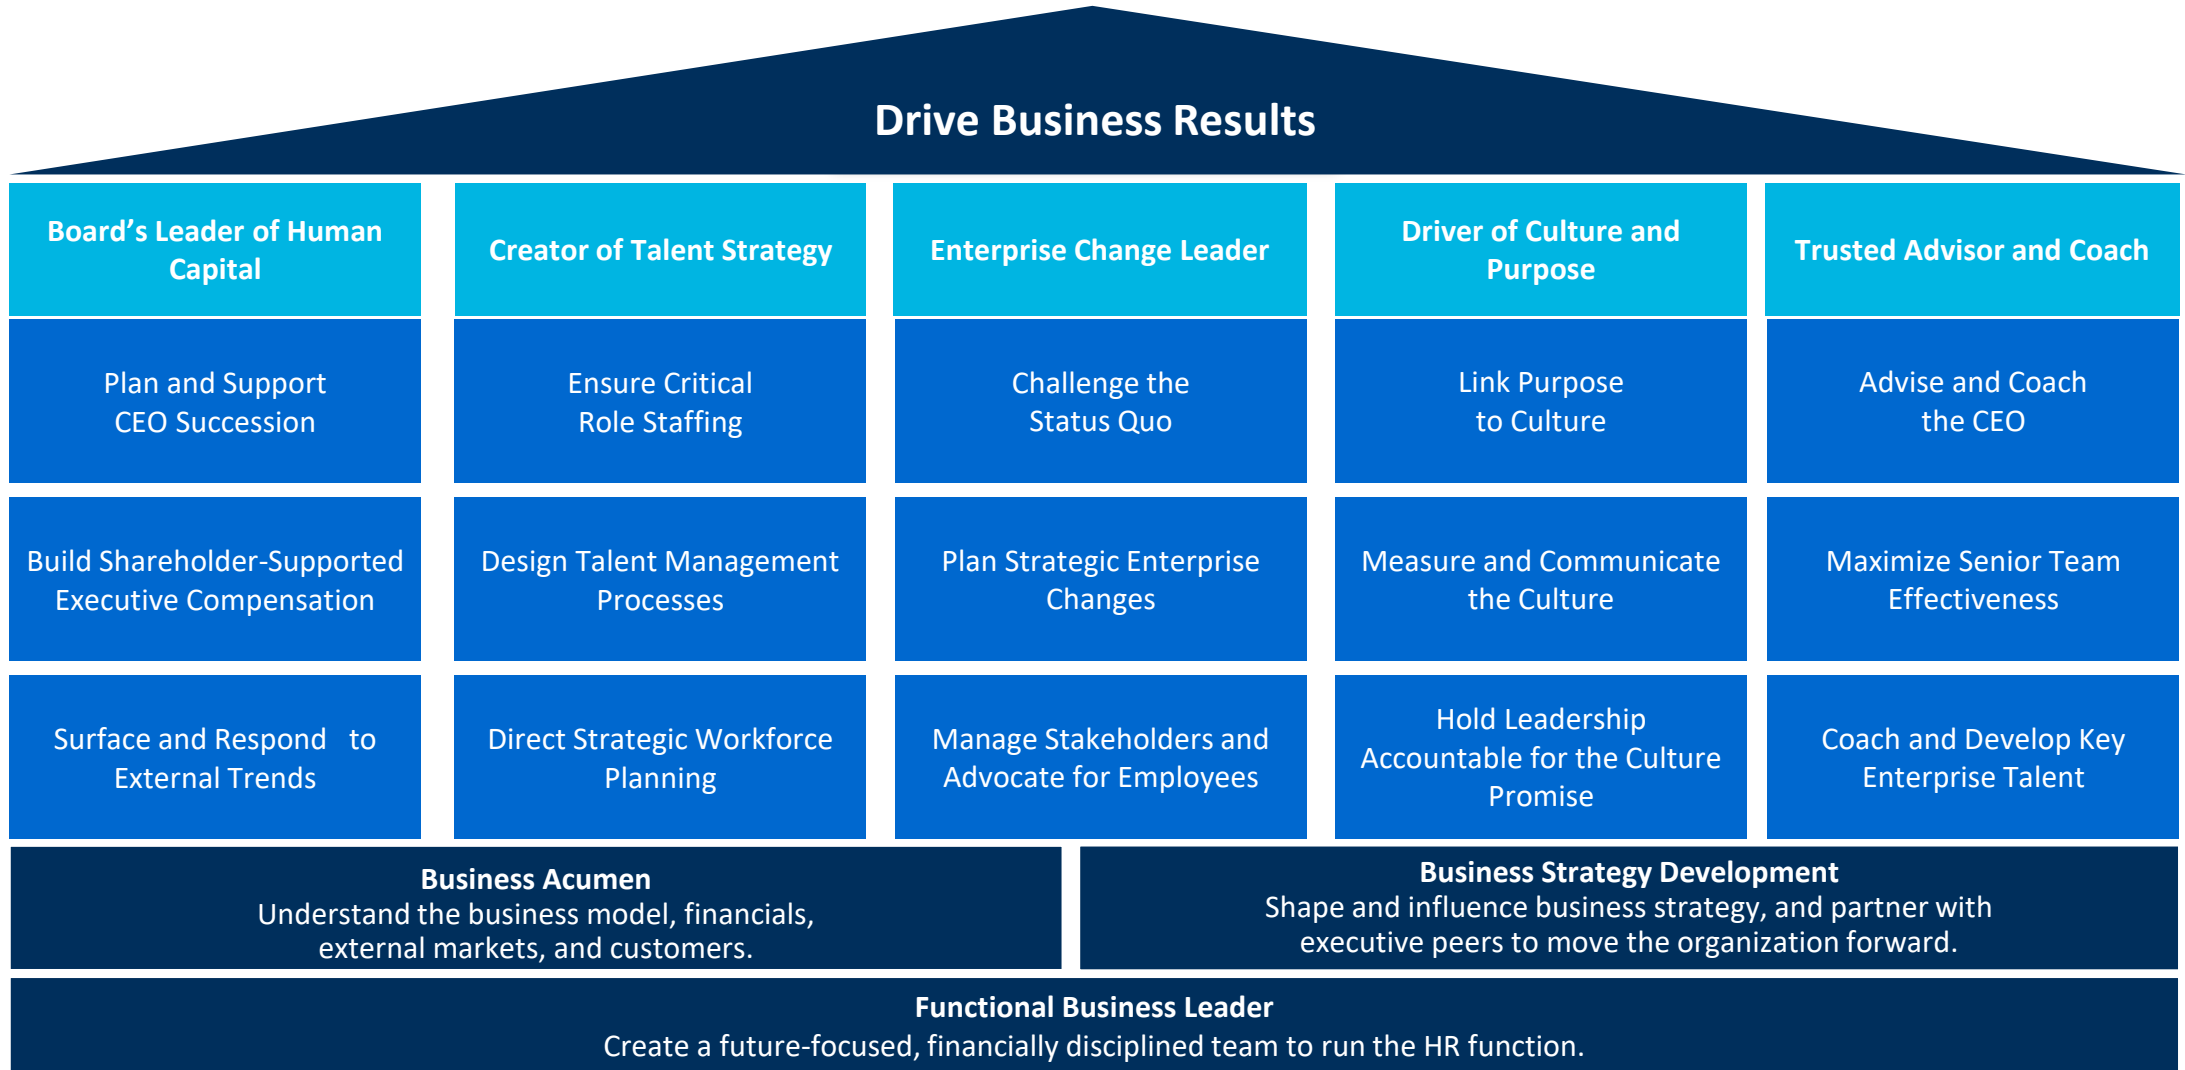 Drive Business Results
Board’s Leader of Human
Capital
Creator of Talent Strategy
Enterprise Change Leader
Driver of Culture and
Purpose
Trusted Advisor and Coach
Plan and Support
CEO Succession
Ensure Critical
Role Staffing
Challenge the
Status Quo
Link Purpose
to Culture
Advise and Coach
the CEO
Build Shareholder-Supported
Executive Compensation
Design Talent Management
Processes
Plan Strategic Enterprise
Changes
Measure and Communicate
the Culture
Maximize Senior Team
Effectiveness
Surface and Respond to
External Trends
Direct Strategic Workforce
Planning
Manage Stakeholders and
Advocate for Employees
Hold Leadership
Accountable for the Culture
Promise
Coach and Develop Key
Enterprise Talent
Business Acumen
Understand the business model, financials,
external markets, and customers.
Business Strategy Development
Shape and influence business strategy, and partner with
executive peers to move the organization forward.
Functional Business Leader
Create a future-focused, financially disciplined team to run the HR function.